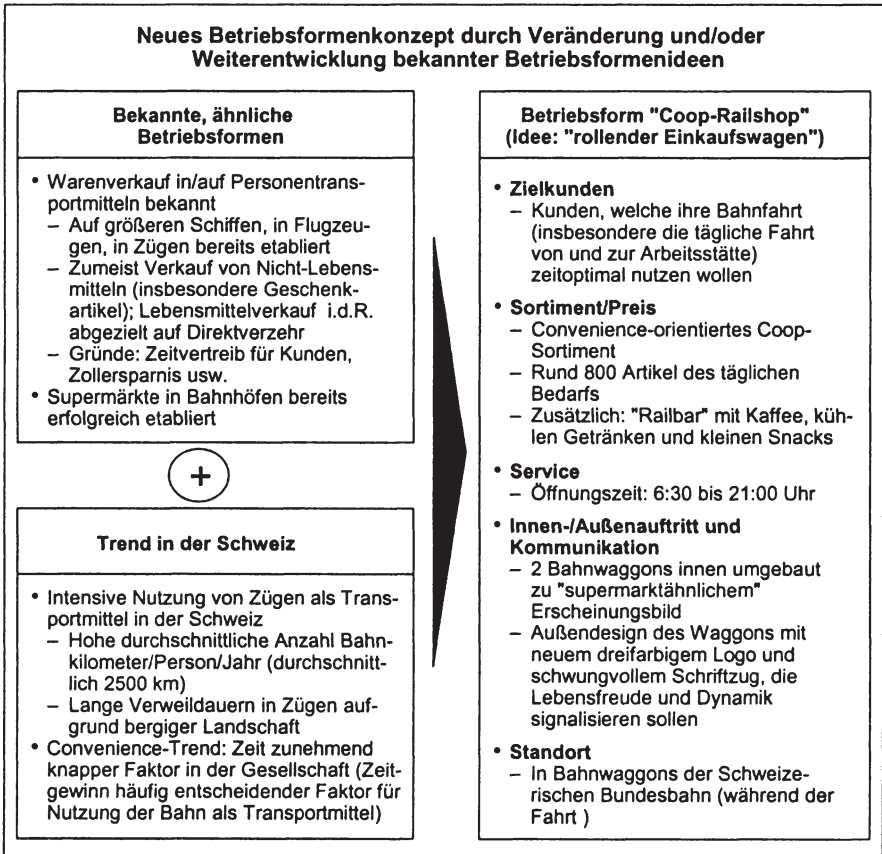 Neues Betriebsformenkonzept durch Veränderung und/oder
Weiterentwicklung bekannter Betriebsformenideen
Bekannte, ähnliche
Betriebsformen
• Warenverkauf in/auf Personentrans-
portmitteln bekannt
– Auf größeren Schiffen, in Flugzeu-
gen, in Zügen bereits etabliert
– Zumeist Verkauf von Nicht-Lebens-
mitteln (insbesondere Geschenk-
artikel); Lebensmittelverkauf i.d.R.
abgezielt auf Direktverzehr
– Gründe: Zeitvertreib für Kunden,
Zollersparnis usw.
• Supermärkte in Bahnhöfen bereits
erfolgreich etabliert
+
Trend in der Schweiz
• Intensive Nutzung von Zügen als Trans-
portmittel in der Schweiz
– Hohe durchschnittliche Anzahl Bahn-
kilometer/Person/Jahr (durchschnitt-
lich 2500 km)
– Lange Verweildauern in Zügen auf-
grund bergiger Landschaft
• Convenience-Trend: Zeit zunehmend
knapper Faktor in der Gesellschaft (Zeit-
gewinn häufig entscheidender Faktor für
Nutzung der Bahn als Transportmittel)
Betriebsform "Coop-Railshop"
(Idee: "rollender Einkaufswagen")
• Zielkunden
– Kunden, welche ihre Bahnfahrt
(insbesondere die tägliche Fahrt
von und zur Arbeitsstätte)
zeitoptimal nutzen wollen
• Sortiment/Preis
– Convenience-orientiertes Coop-
Sortiment
– Rund 800 Artikel des täglichen
Bedarfs
– Zusätzlich: "Railbar" mit Kaffee, küh-
len Getränken und kleinen Snacks
• Service
– Öffnungszeit: 6:30 bis 21:00 Uhr
• Innen-/Außenauftritt und
Kommunikation
– 2 Bahnwaggons innen umgebaut
zu "supermarktähnlichem"
Erscheinungsbild
– Außendesign des Waggons mit
neuem dreifarbigem Logo und
schwungvollem Schriftzug, die
Lebensfreude und Dynamik
signalisieren sollen
• Standort
– In Bahnwaggons der Schweize-
rischen Bundesbahn (während der
Fahrt )